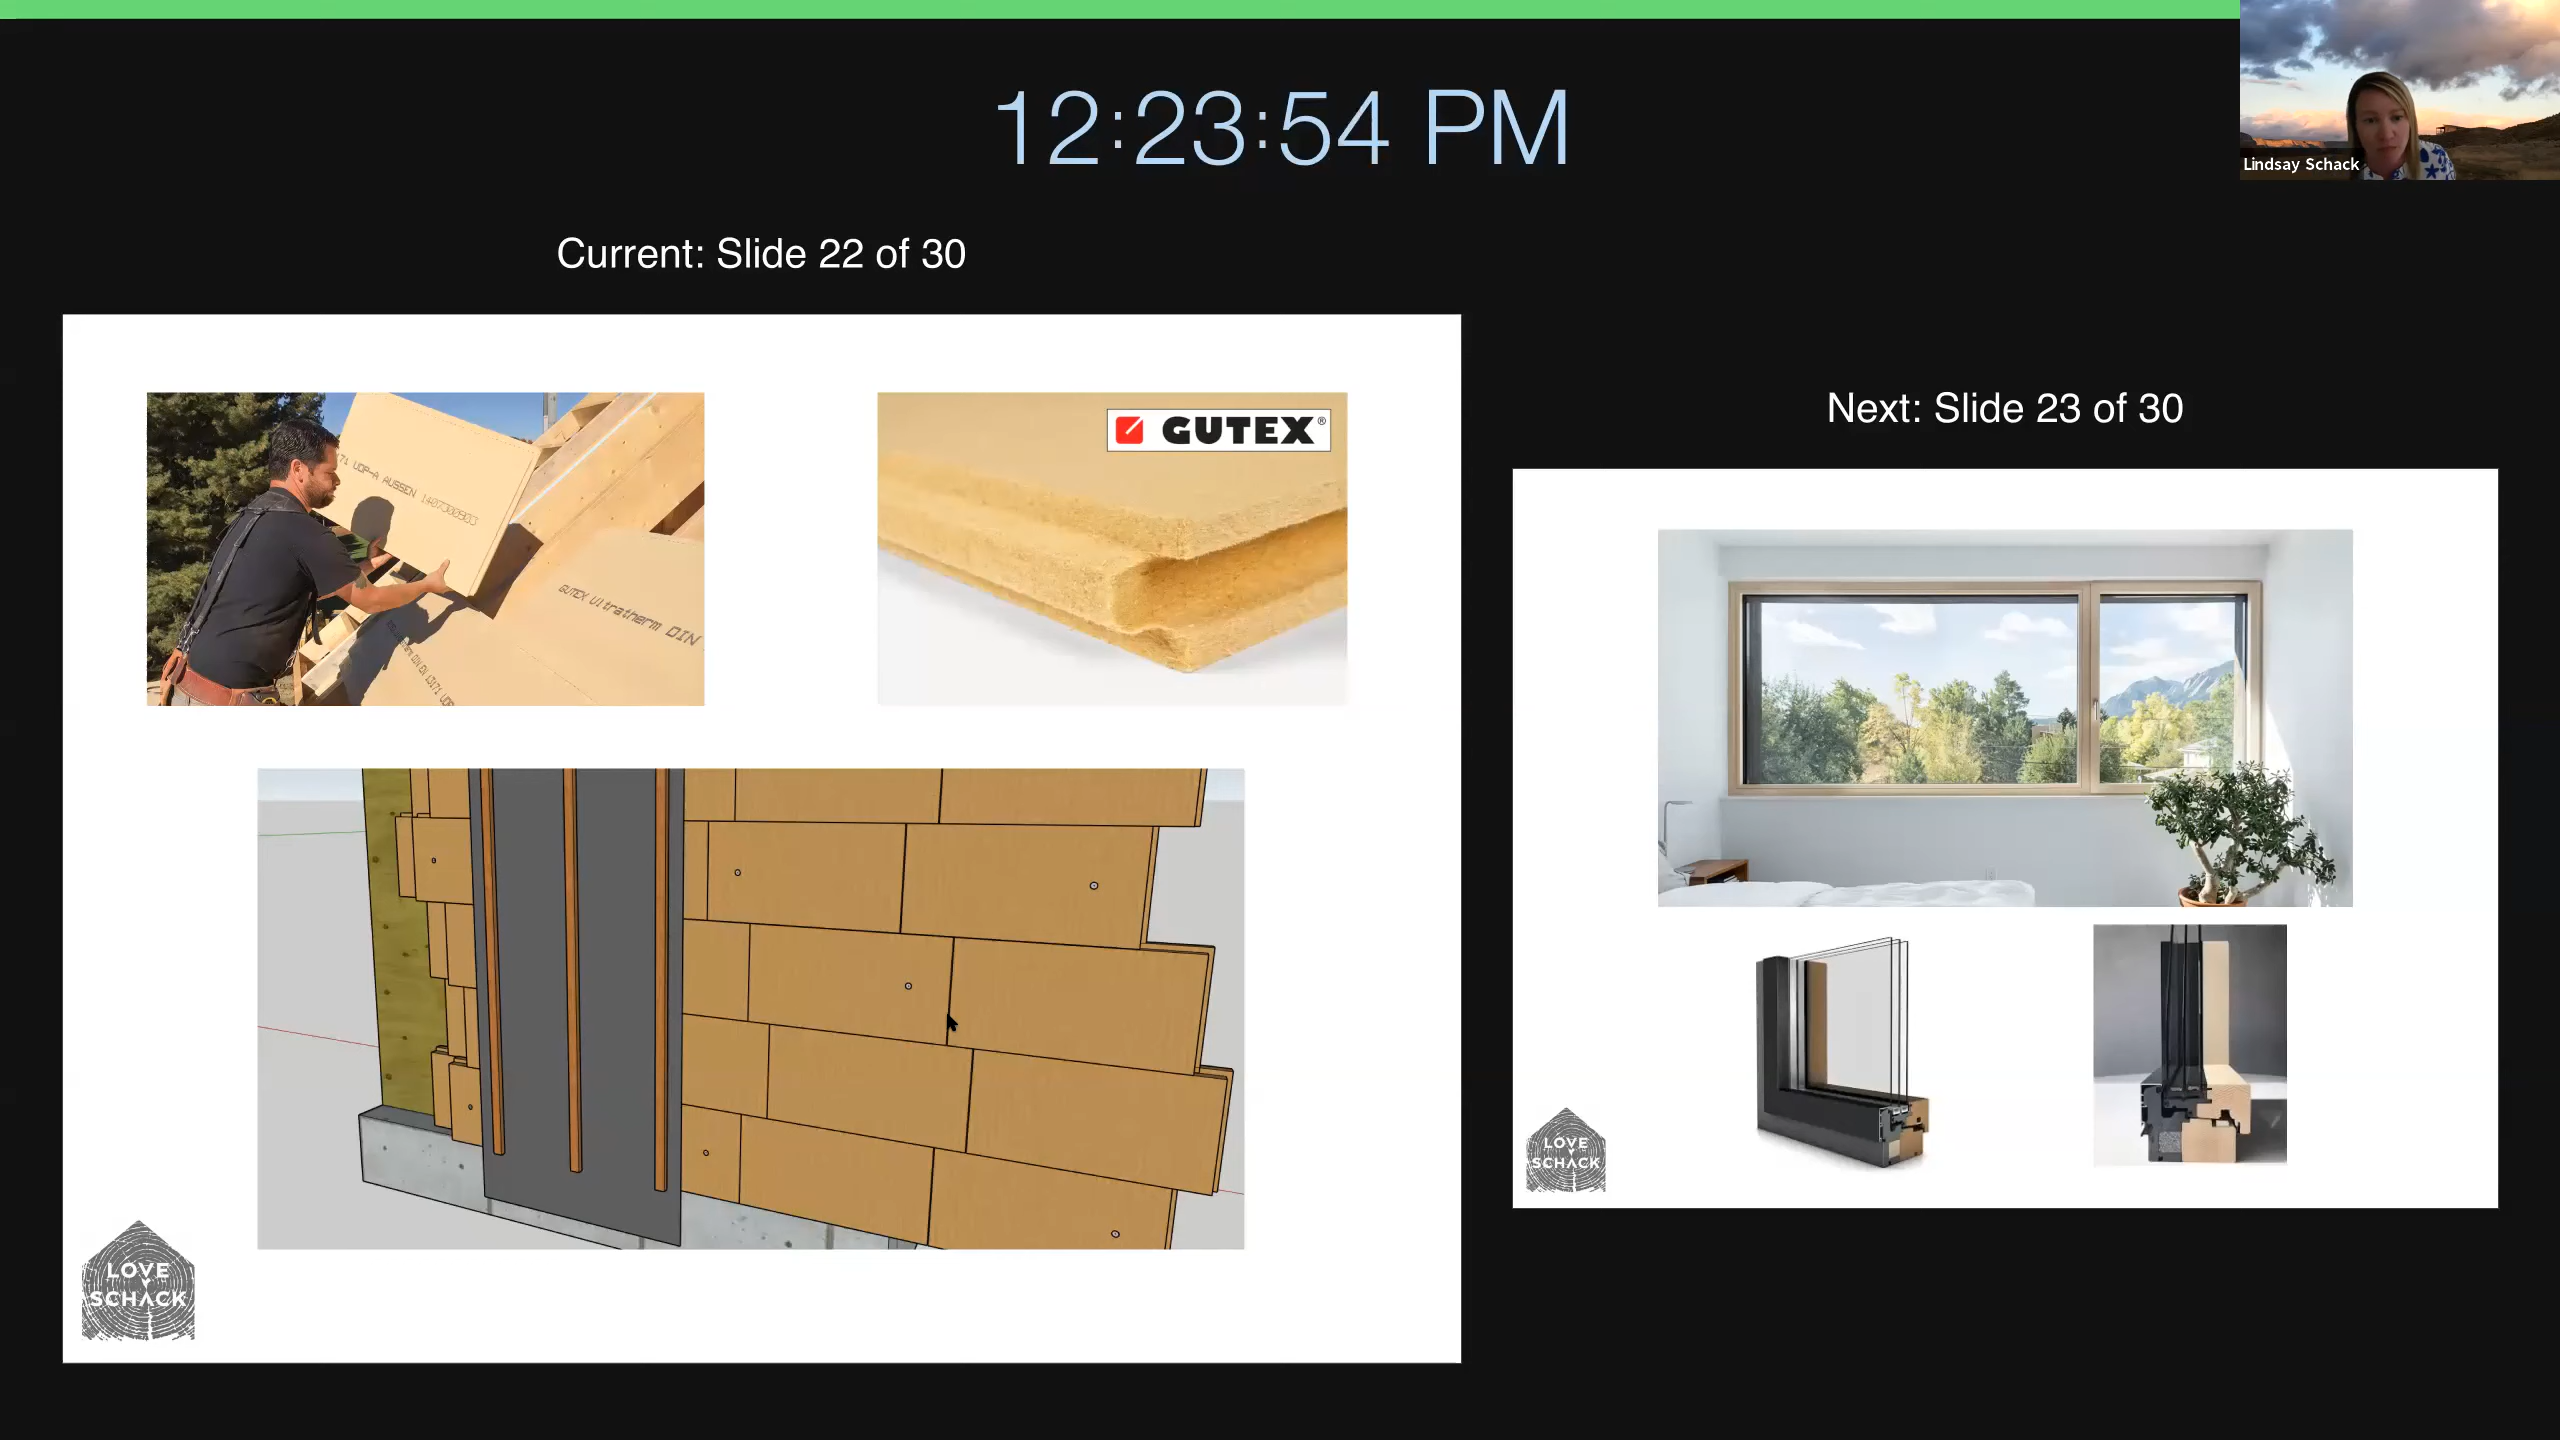 12:23:54 PM
Lindsay Schack
Current: Slide 22 of 30
Next: Slide 23 of 30
GUTEX®
UDP-A AUSSEN
GUTEX Ultratherm DIN
LOVE
SCHACK
LOVE
SCHACK